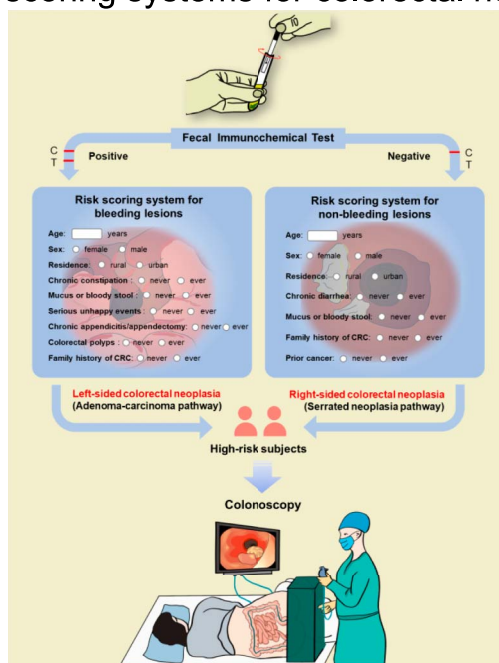 scoring systems for colorectal
Fecal Immunochemical Test
C
T
Positive
Negative
C
T
Risk scoring system for
bleeding lesions
Age: years
Sex: female male
Residence: rural urban
Chronic constipation : never ever
Mucus or bloody stool : never ever
Serious unhappy events : never ever
Chronic appendicitis/appendectomy: never ever
Colorectal polyps : never ever
Family history of CRC: never ever
Risk scoring system for
non-bleeding lesions
Age: years
Sex: female male
Residence: rural urban
Chronic diarrhea: never ever
Mucus or bloody stool: never ever
Family history of CRC: never ever
Prior cancer: never ever
Left-sided colorectal neoplasia
(Adenoma-carcinoma pathway)
Right-sided colorectal neoplasia
(Serrated neoplasia pathway)
High-risk subjects
Colonoscopy